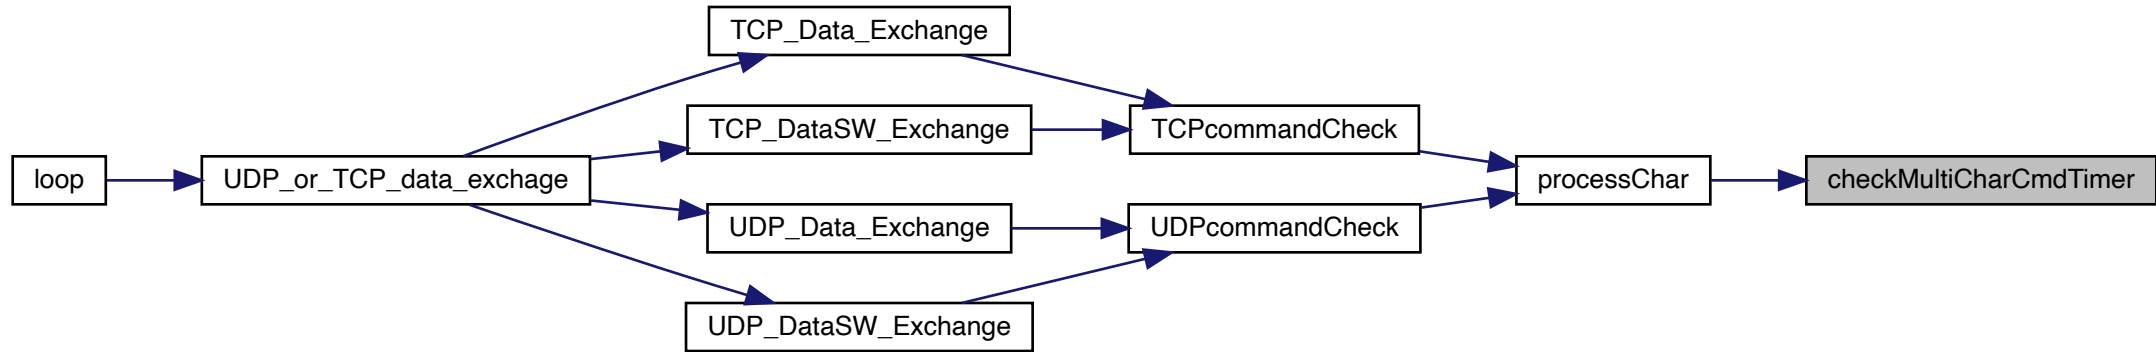 loop
UDP_or_TCP_data_exchage
TCP_Data_Exchange
TCP_DataSW_Exchange
UDP_Data_Exchange
UDP_DataSW_Exchange
TCPcommandCheck
UDPcommandCheck
processChar
checkMultiCharCmdTimer